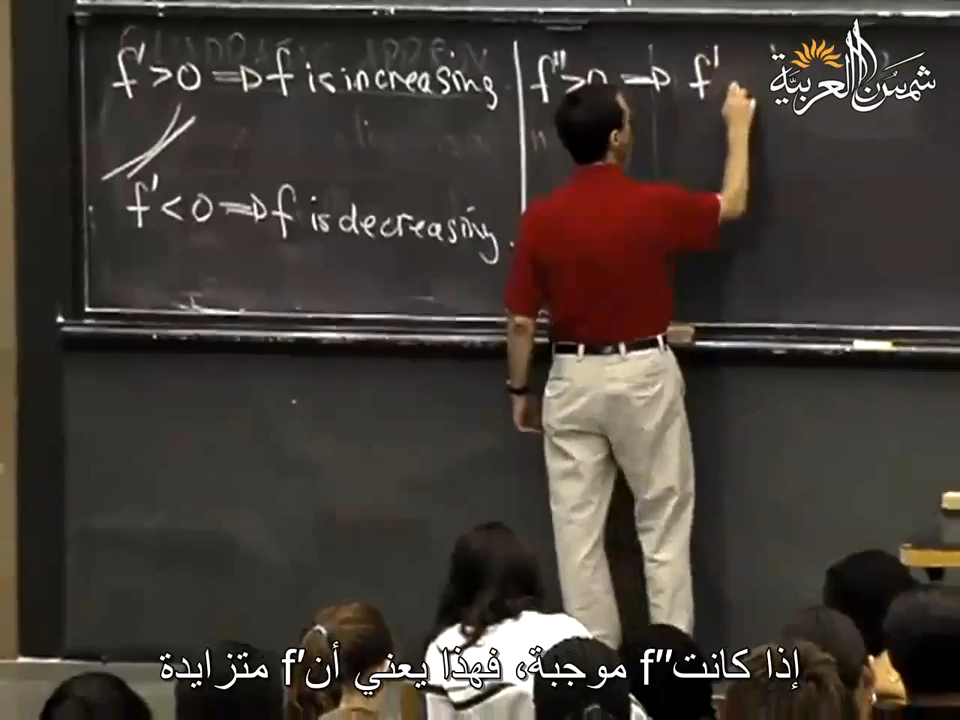 f' > 0 => f is increasing
f' < 0 => f is decreasing.
f'' > 0 => f'
شمس العربية
إذا كانت f″ موجبة، فهذا يعني أن f′ متزايدة